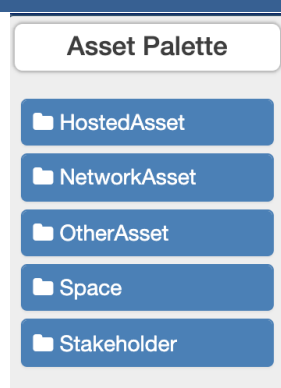 Asset Palette
HostedAsset
NetworkAsset
OtherAsset
Space
Stakeholder